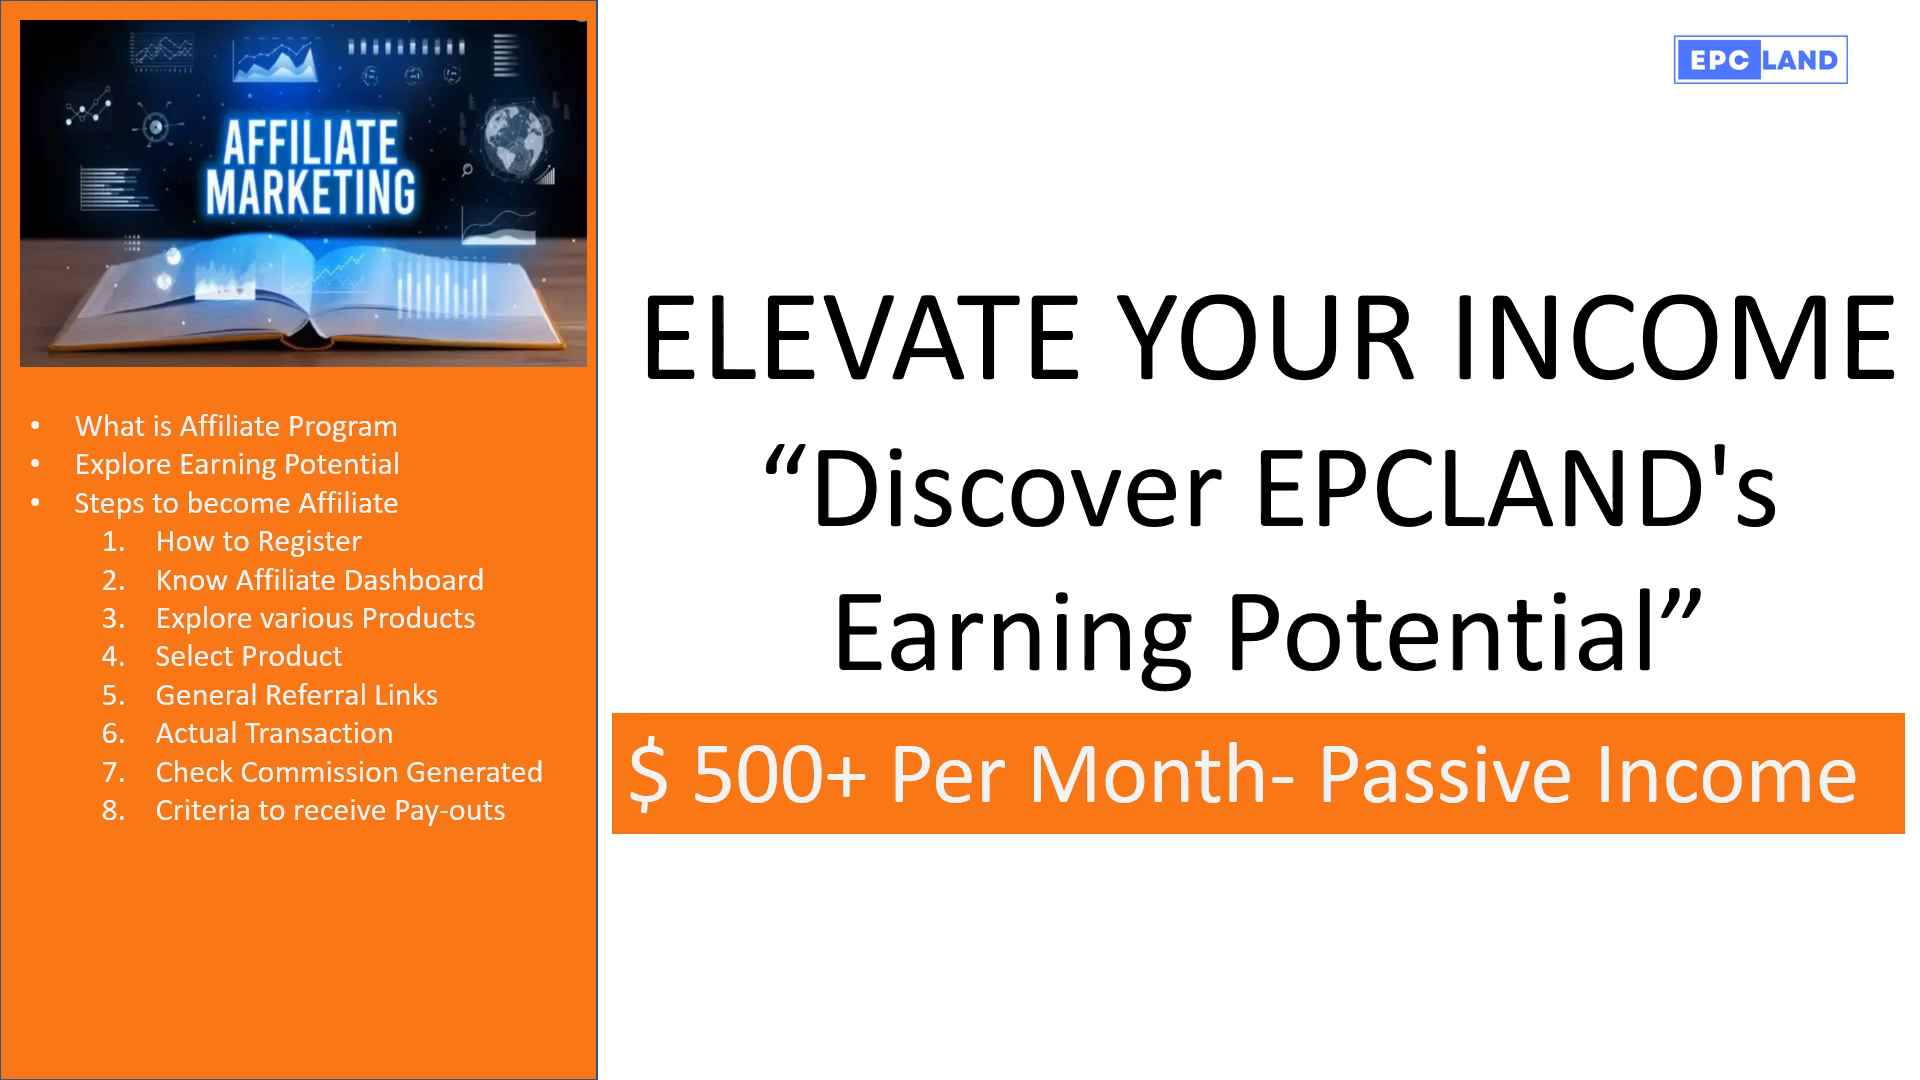 AFFILIATE
MARKETING
• What is Affiliate Program
• Explore Earning Potential
• Steps to become Affiliate
1. How to Register
2. Know Affiliate Dashboard
3. Explore various Products
4. Select Product
5. General Referral Links
6. Actual Transaction
7. Check Commission Generated
8. Criteria to receive Pay-outs
EPC LAND
ELEVATE YOUR INCOME
“Discover EPCLAND's
Earning Potential”
$ 500+ Per Month- Passive Income